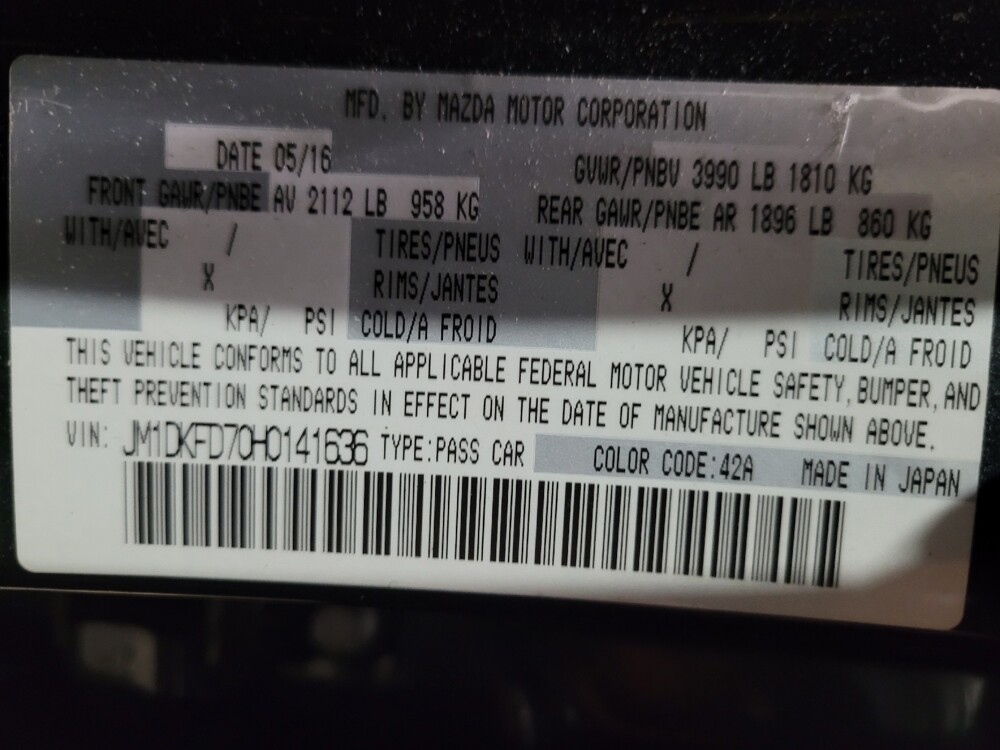 MFD. BY MAZDA MOTOR CORPORATION
DATE 05/16 GVWR/PNBV 3990 LB 1810 KG
FRONT GAWR/PNBE AV 2112 LB 958 KG REAR GAWR/PNBE AR 1896 LB 860 KG
WITH/AVEC / TIRES/PNEUS WITH/AVEC / TIRES/PNEUS
X RIMS/JANTES X RIMS/JANTES
KPA/ PSI COLD/A FROID KPA/ PSI COLD/A FROID
THIS VEHICLE CONFORMS TO ALL APPLICABLE FEDERAL MOTOR VEHICLE SAFETY, BUMPER, AND
THEFT PREVENTION STANDARDS IN EFFECT ON THE DATE OF MANUFACTURE SHOWN ABOVE.
VIN: JM1DKFD70H0141636 TYPE:PASS CAR COLOR CODE:42A MADE IN JAPAN